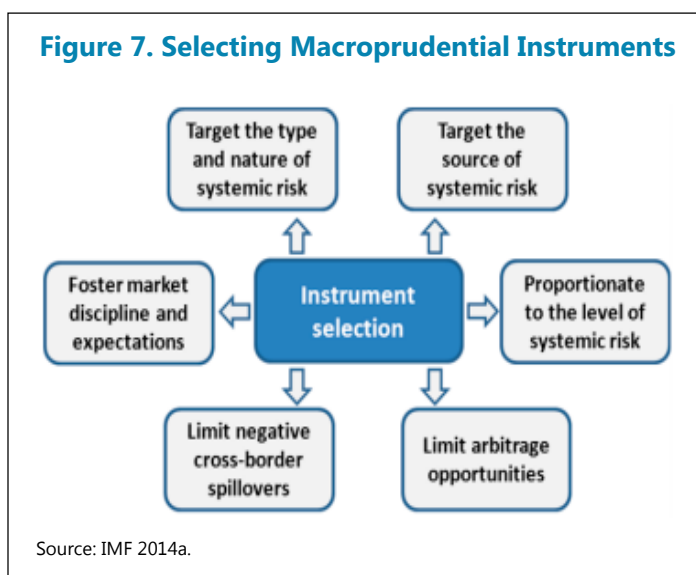 Figure 7. Selecting Macroprudential Instruments
Target the type
and nature of
systemic risk
Target the
source of
systemic risk
Foster market
discipline and
expectations
Instrument
selection
Proportionate
to the level of
systemic risk
Limit negative
cross-border
spillovers
Limit arbitrage
opportunities
Source: IMF 2014a.